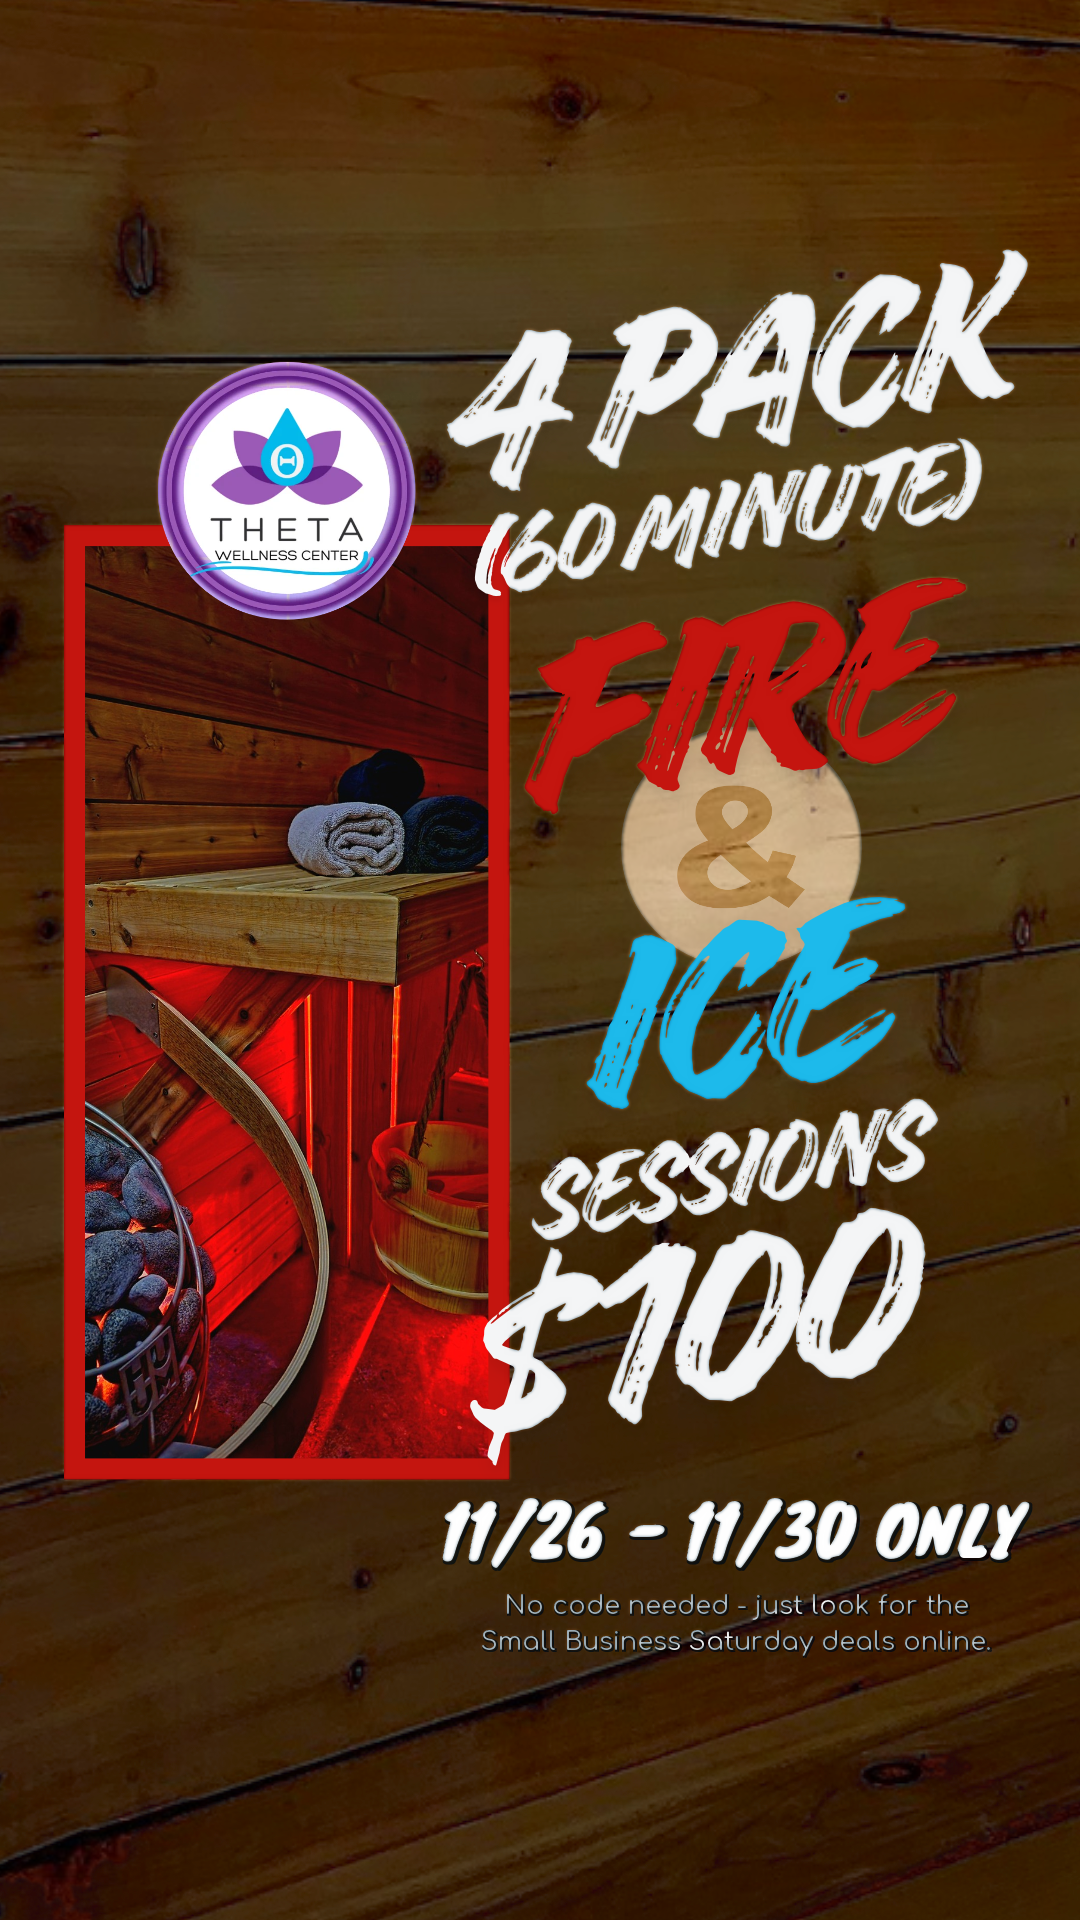 4 PACK
(60 MINUTE)
FIRE
&
ICE
SESSIONS
$100
11/26 - 11/30 ONLY
No code needed - just look for the
Small Business Saturday deals online.
Θ
THETA
WELLNESS CENTER
TYLÖ